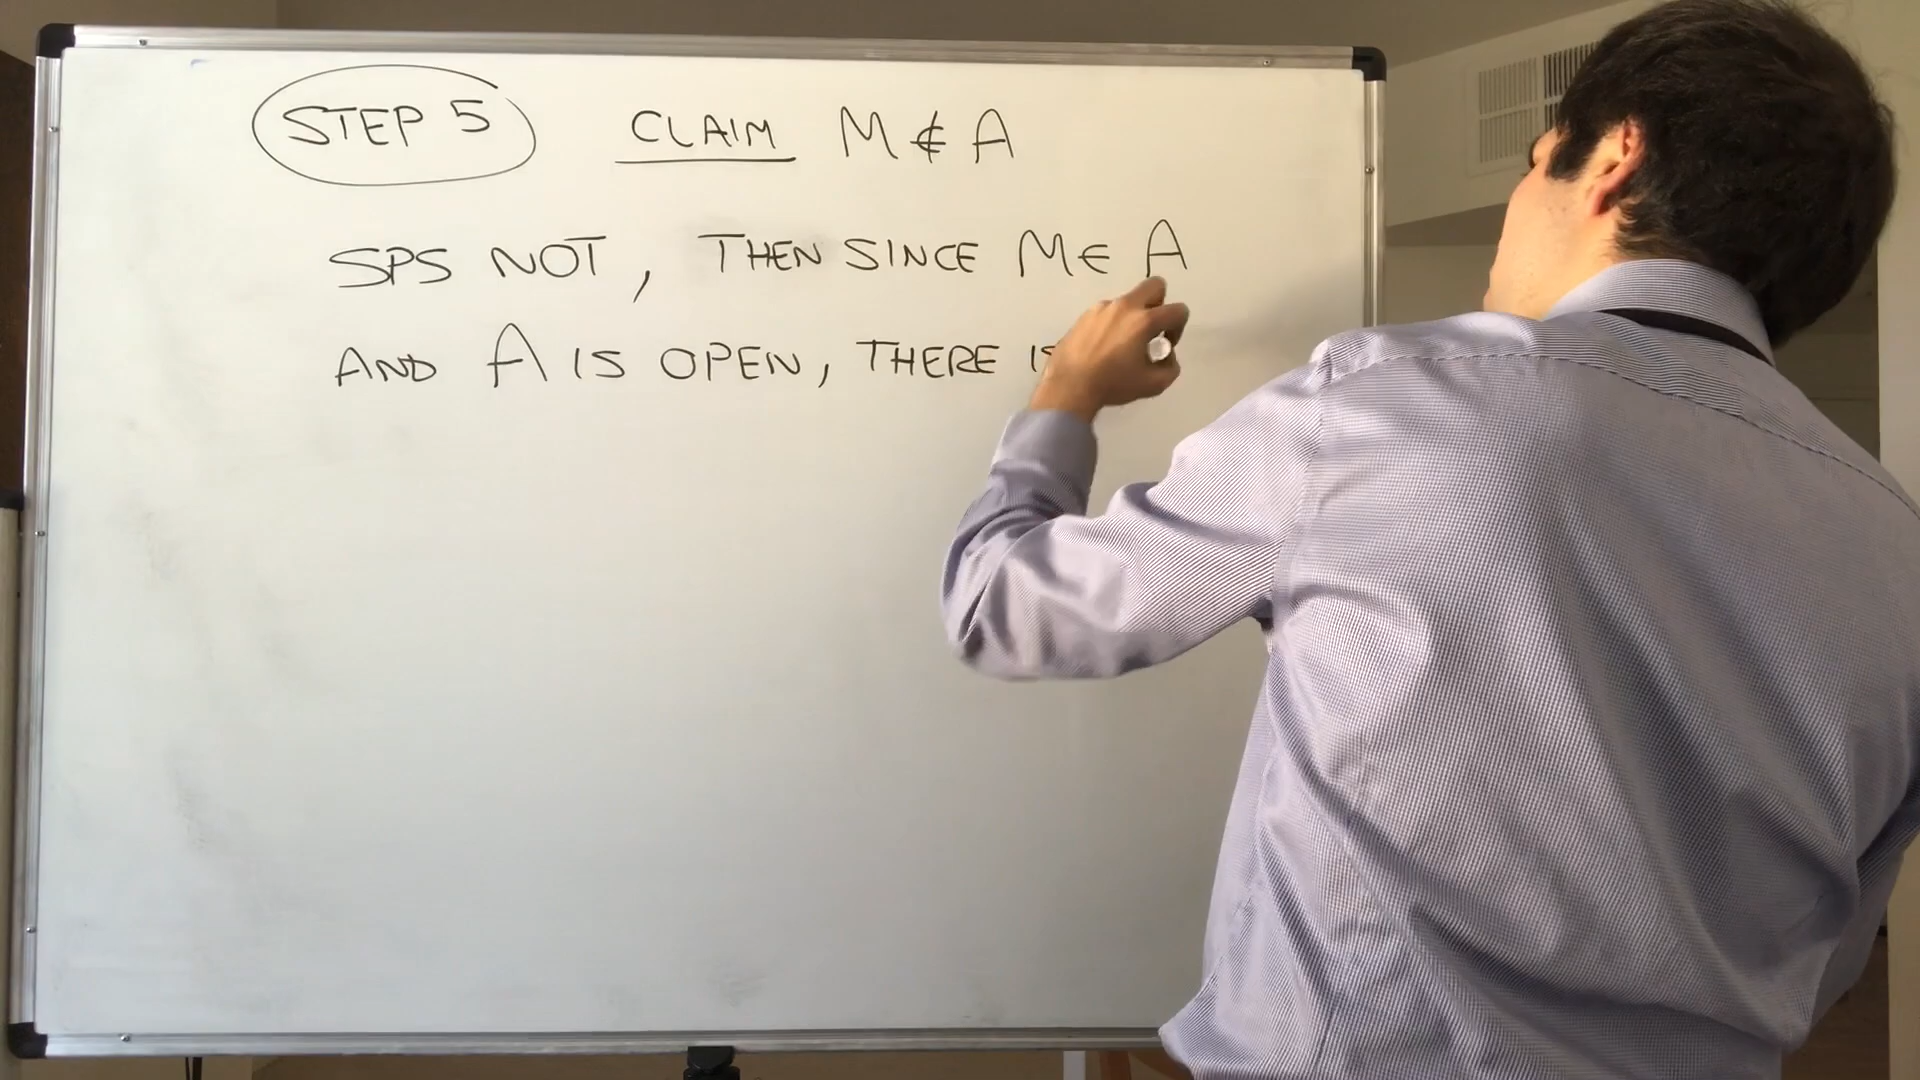 STEP 5 CLAIM M ∉ A
SPS NOT, THEN SINCE M ∈ A
AND A IS OPEN, THERE IS